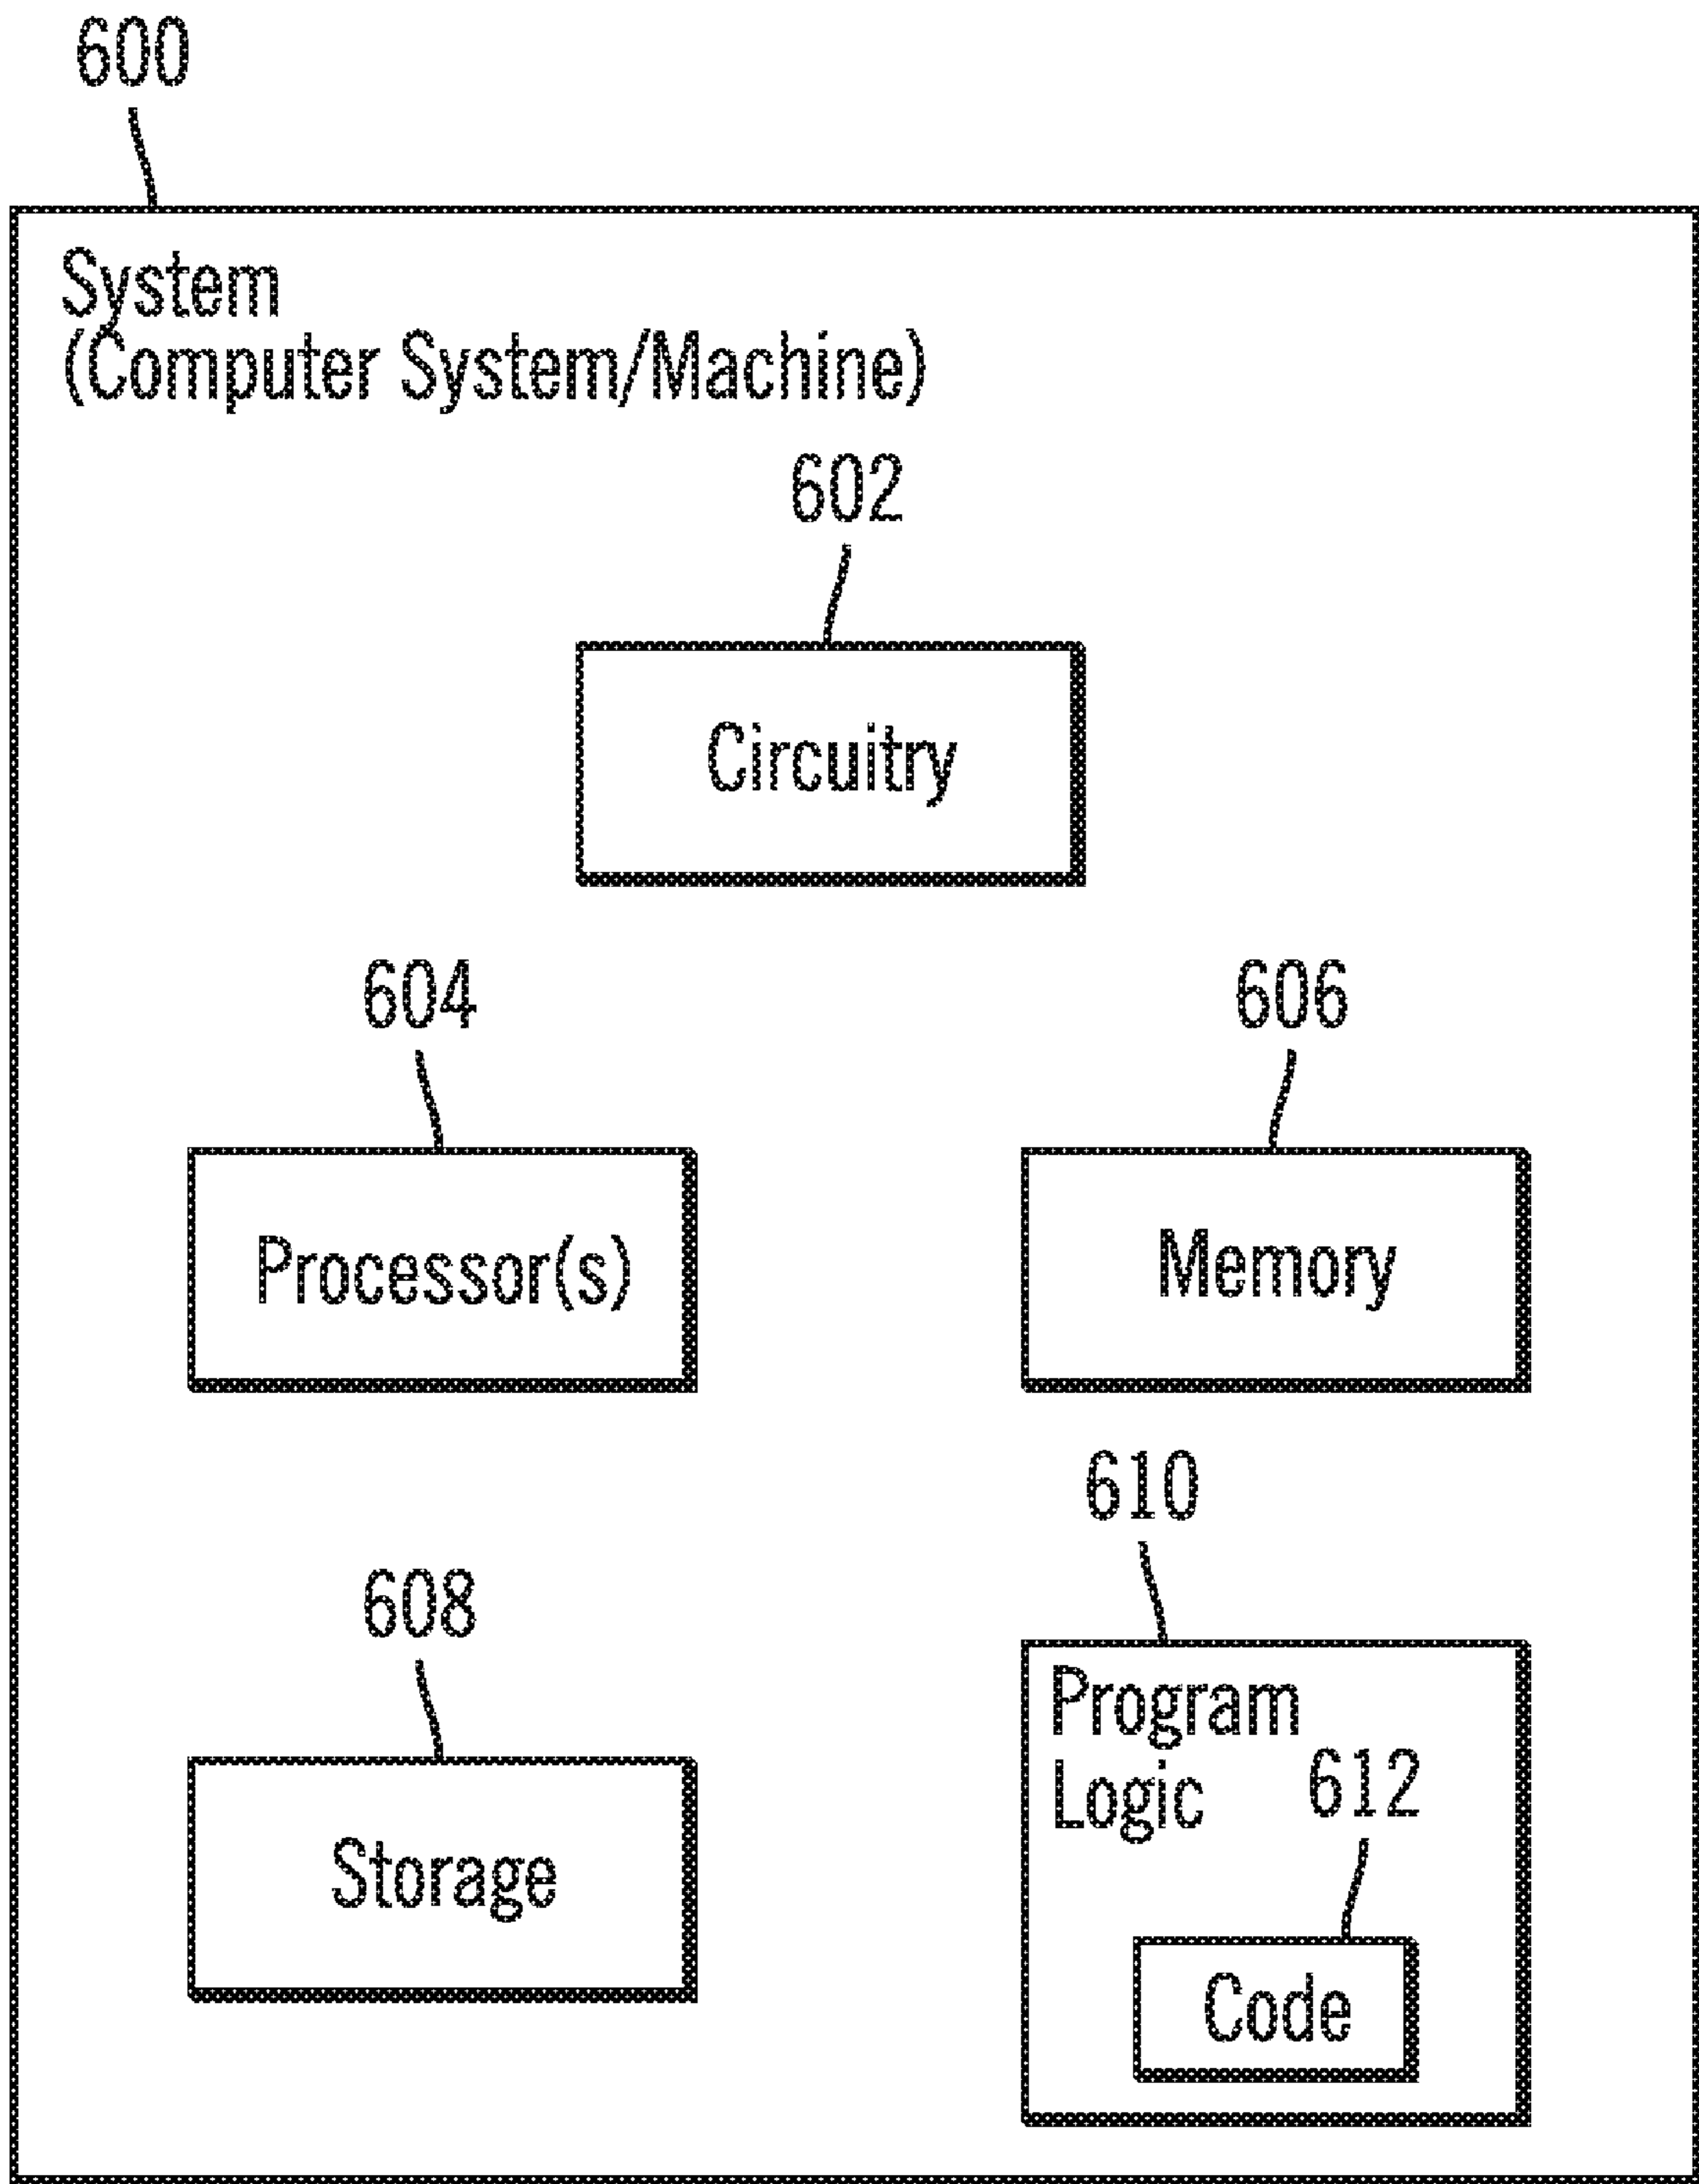 600
System
(Computer System/Machine)
602
Circuitry
604
606
Processor(s)
Memory
610
608
Program
Logic
612
Storage
Code